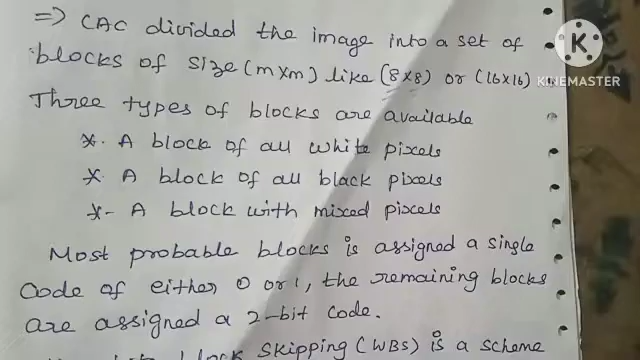 => CAC divided the image into a set of
blocks of size (mxm) like (8x8) or (16x16)
Three types of blocks are available
* A block of all white pixels
* A block of all black pixels
*- A block with mixed pixels
Most probable blocks is assigned a single
code of either 0 or 1, the remaining blocks
are assigned a 2-bit code.
block skipping (WBS) is a scheme
K
KINEMASTER